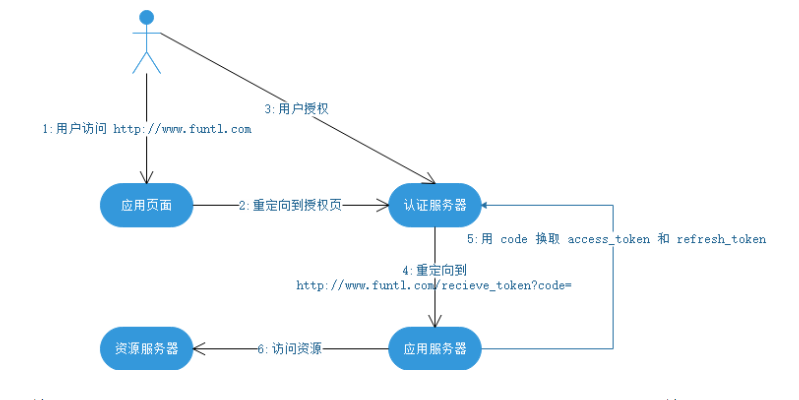 3:用户授权
1:用户访问 http://www.funtl.com
应用页面
2:重定向到授权页
认证服务器
5:用 code 换取 access_token 和 refresh_token
4:重定向到
http://www.funtl.com/recieve_token?code=
资源服务器
6:访问资源
应用服务器